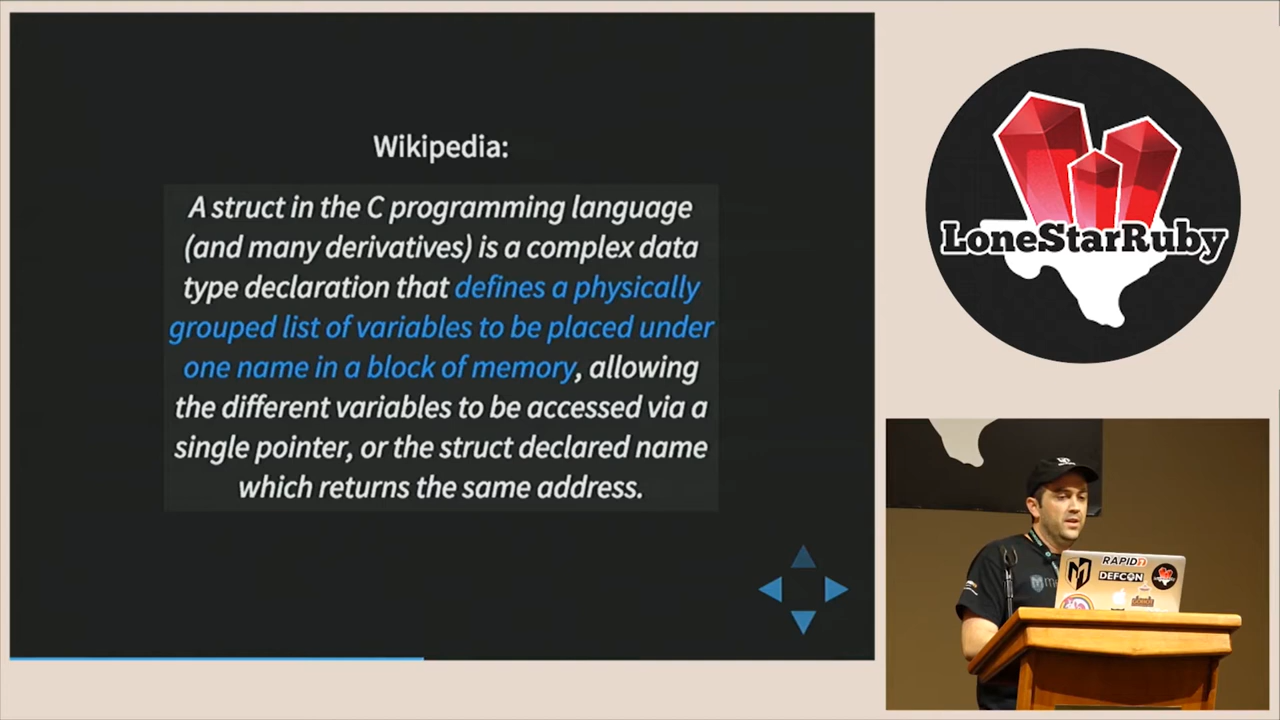 Wikipedia:
A struct in the C programming language
(and many derivatives) is a complex data
type declaration that defines a physically
grouped list of variables to be placed under
one name in a block of memory, allowing
the different variables to be accessed via a
single pointer, or the struct declared name
which returns the same address.
LoneStarRuby
RAPID7
DEFCON